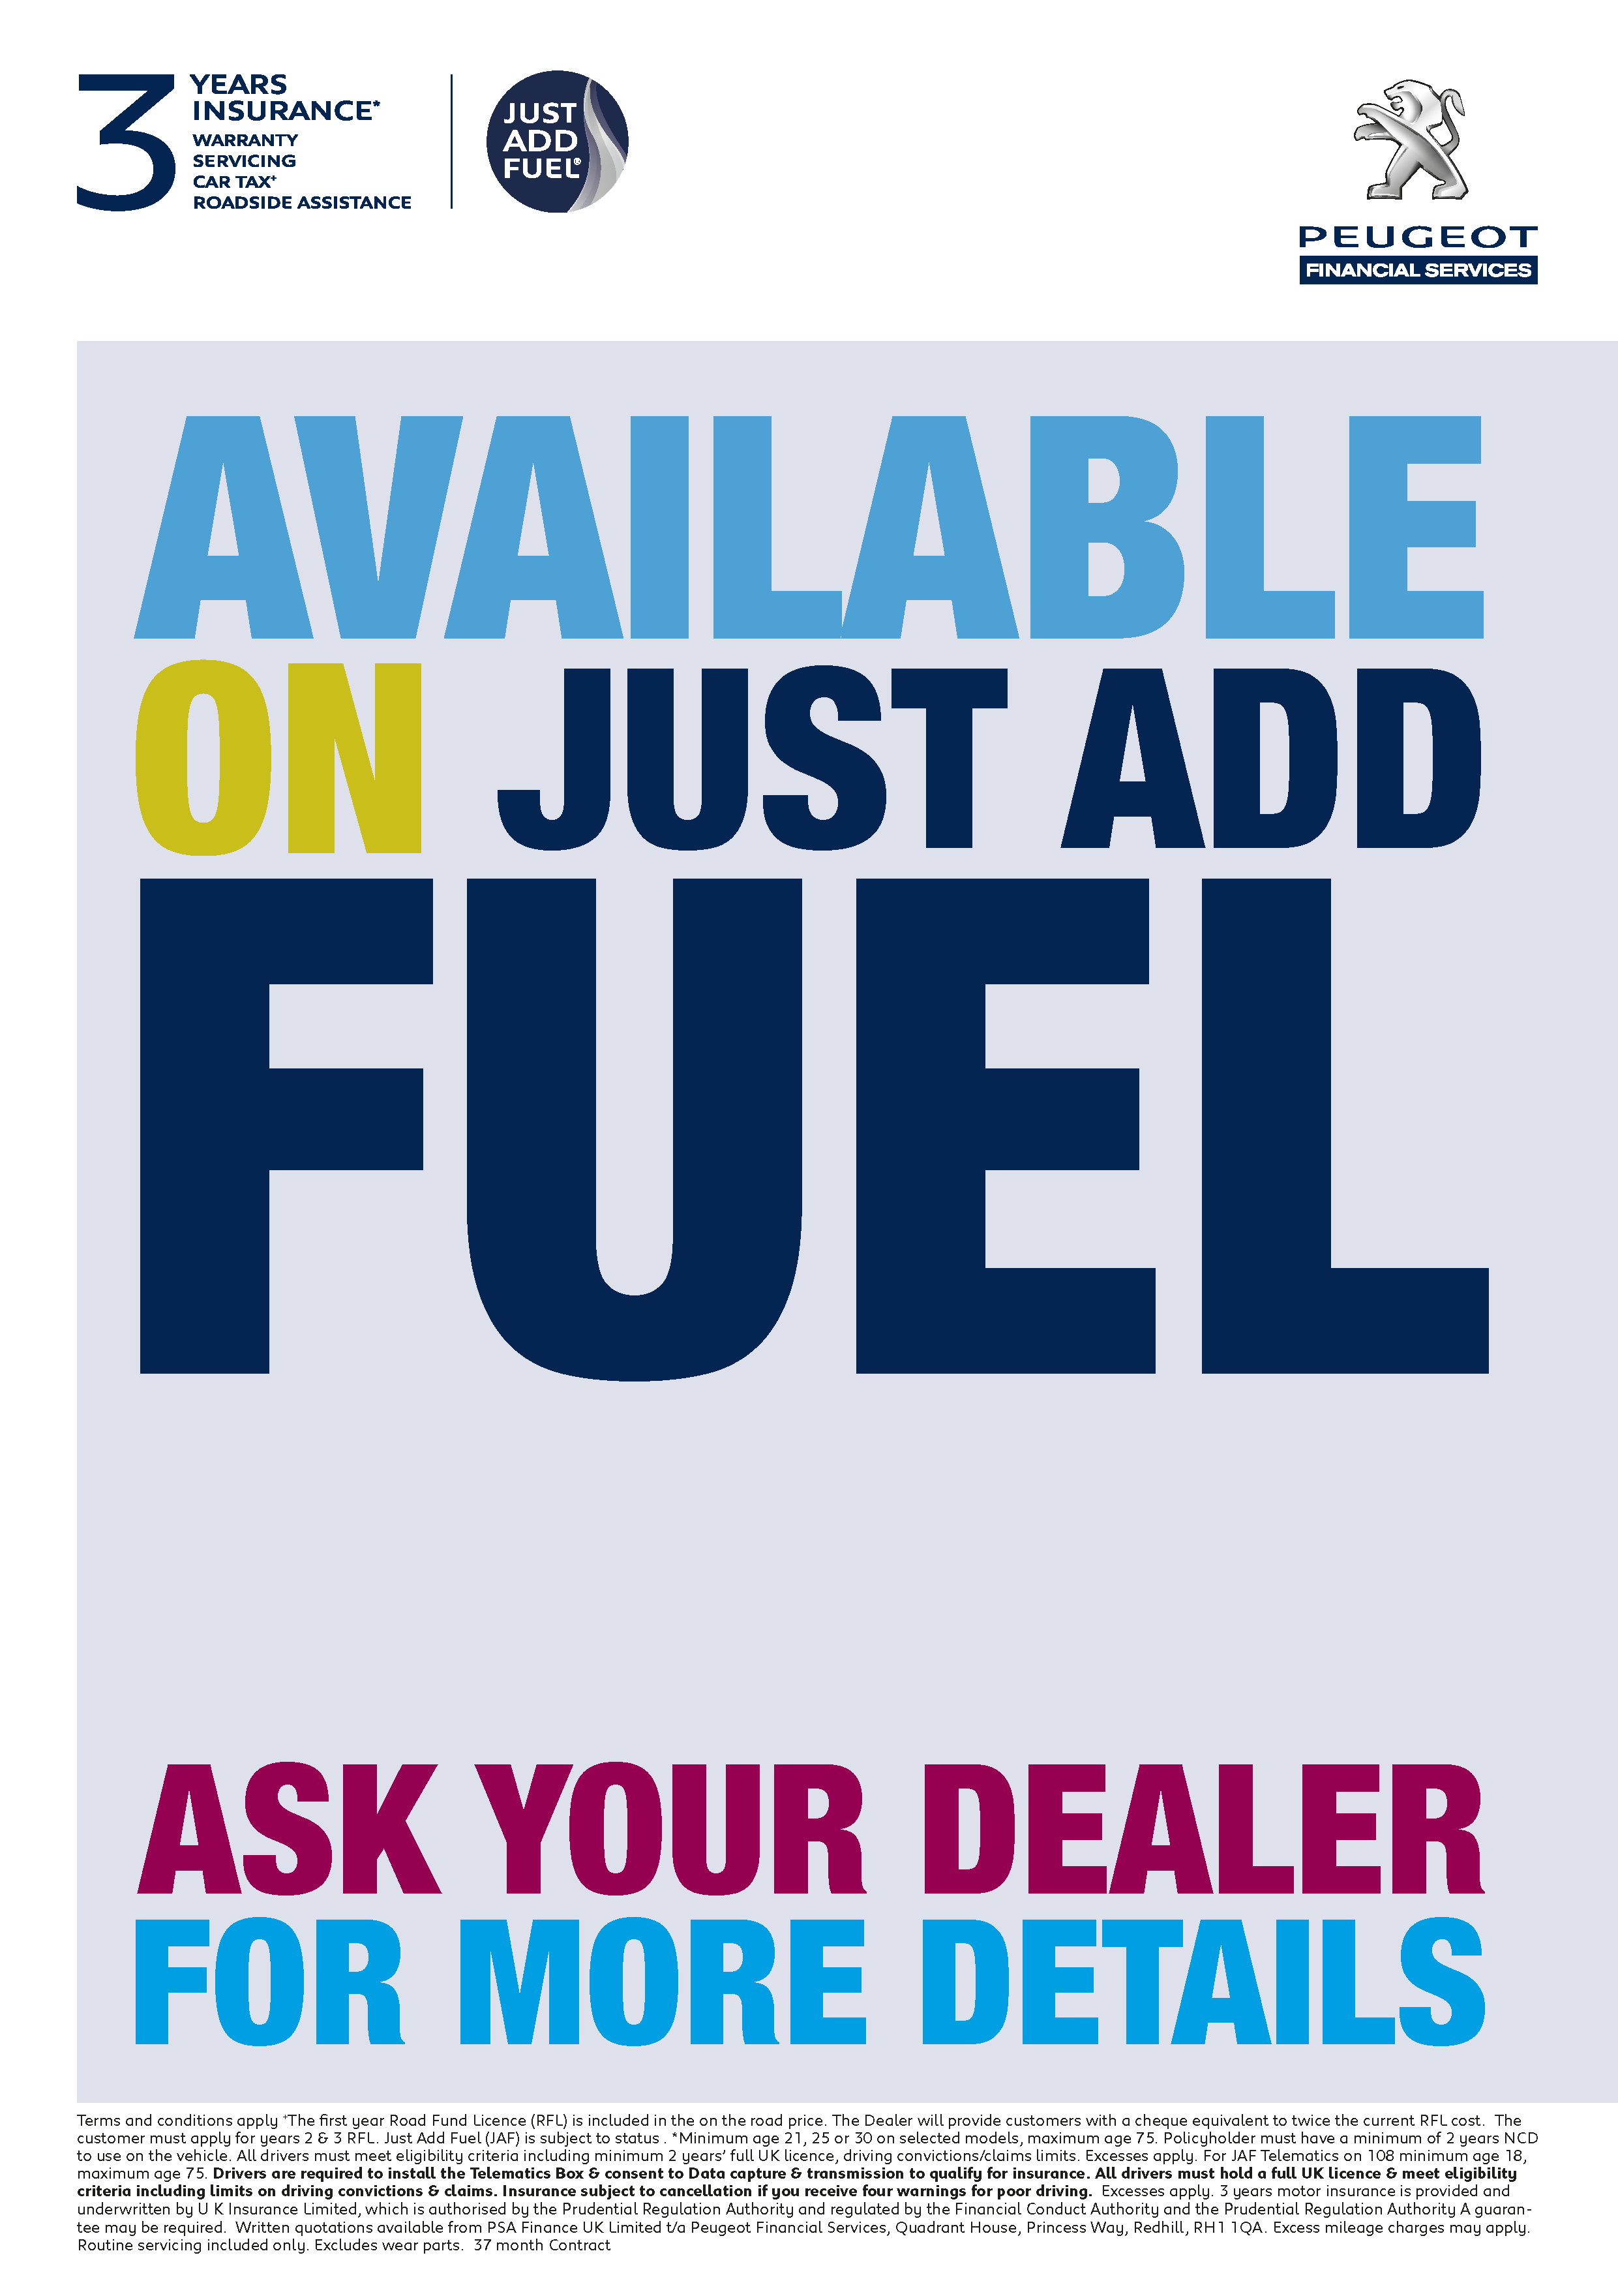 3 YEARS
INSURANCE*
WARRANTY
SERVICING
CAR TAX+
ROADSIDE ASSISTANCE
JUST
ADD
FUEL®
PEUGEOT
FINANCIAL SERVICES
AVAILABLE
ON JUST ADD
FUEL
ASK YOUR DEALER
FOR MORE DETAILS
Terms and conditions apply +The first year Road Fund Licence (RFL) is included in the on the road price. The Dealer will provide customers with a cheque equivalent to twice the current RFL cost.  The
customer must apply for years 2 & 3 RFL. Just Add Fuel (JAF) is subject to status . *Minimum age 21, 25 or 30 on selected models, maximum age 75. Policyholder must have a minimum of 2 years NCD
to use on the vehicle. All drivers must meet eligibility criteria including minimum 2 years’ full UK licence, driving convictions/claims limits. Excesses apply. For JAF Telematics on 108 minimum age 18,
maximum age 75. Drivers are required to install the Telematics Box & consent to Data capture & transmission to qualify for insurance. All drivers must hold a full UK licence & meet eligibility
criteria including limits on driving convictions & claims. Insurance subject to cancellation if you receive four warnings for poor driving.  Excesses apply. 3 years motor insurance is provided and
underwritten by U K Insurance Limited, which is authorised by the Prudential Regulation Authority and regulated by the Financial Conduct Authority and the Prudential Regulation Authority A guaran-
tee may be required.  Written quotations available from PSA Finance UK Limited t/a Peugeot Financial Services, Quadrant House, Princess Way, Redhill, RH1 1QA. Excess mileage charges may apply.
Routine servicing included only. Excludes wear parts.  37 month Contract